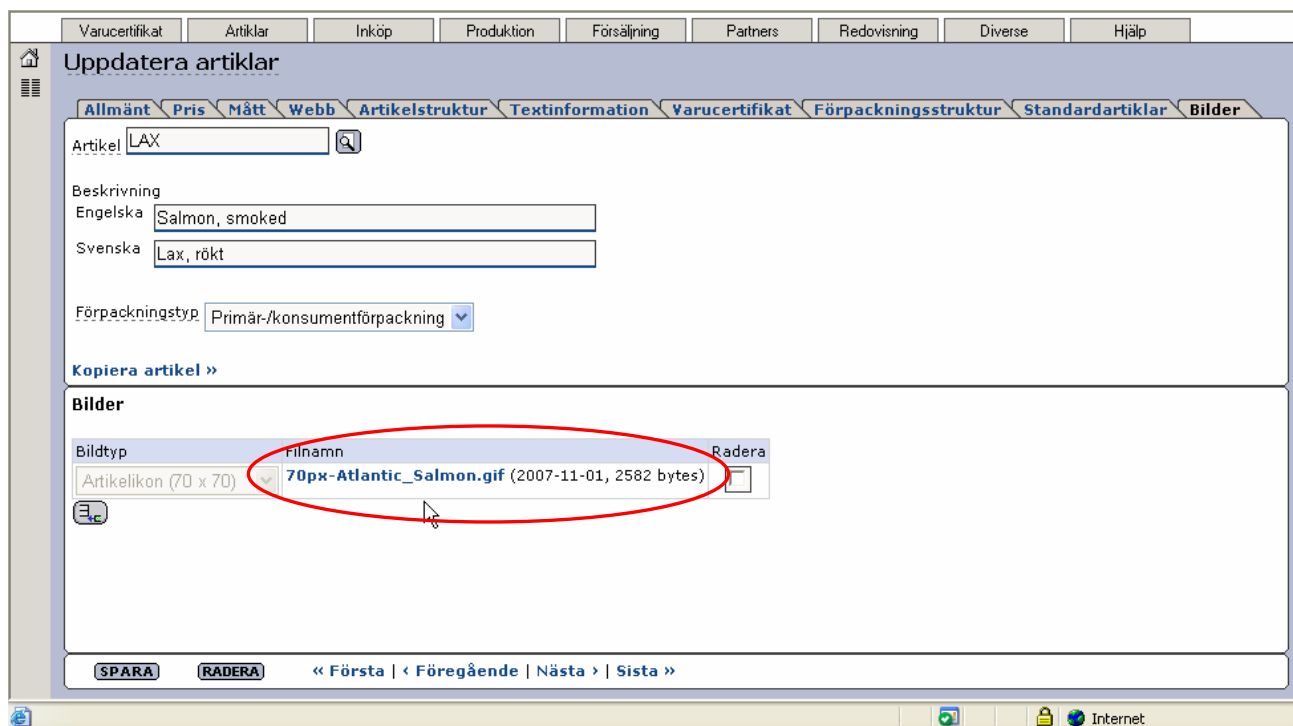 Varucertifikat Artiklar Inköp Produktion Försäljning Partners Redovisning Diverse Hjälp
Uppdatera artiklar
Allmänt Pris Mått Webb Artikelstruktur Textinformation Varucertifikat Förpackningsstruktur Standardartiklar Bilder
Artikel LAX
Beskrivning
Engelska Salmon, smoked
Svenska Lax, rökt
Förpackningstyp Primär-/konsumentförpackning
Kopiera artikel »
Bilder
Bildtyp Filnamn Radera
Artikelikon (70 x 70) 70px-Atlantic_Salmon.gif (2007-11-01, 2582 bytes)
SPARA RADERA « Första | ‹ Föregående | Nästa › | Sista »
Internet